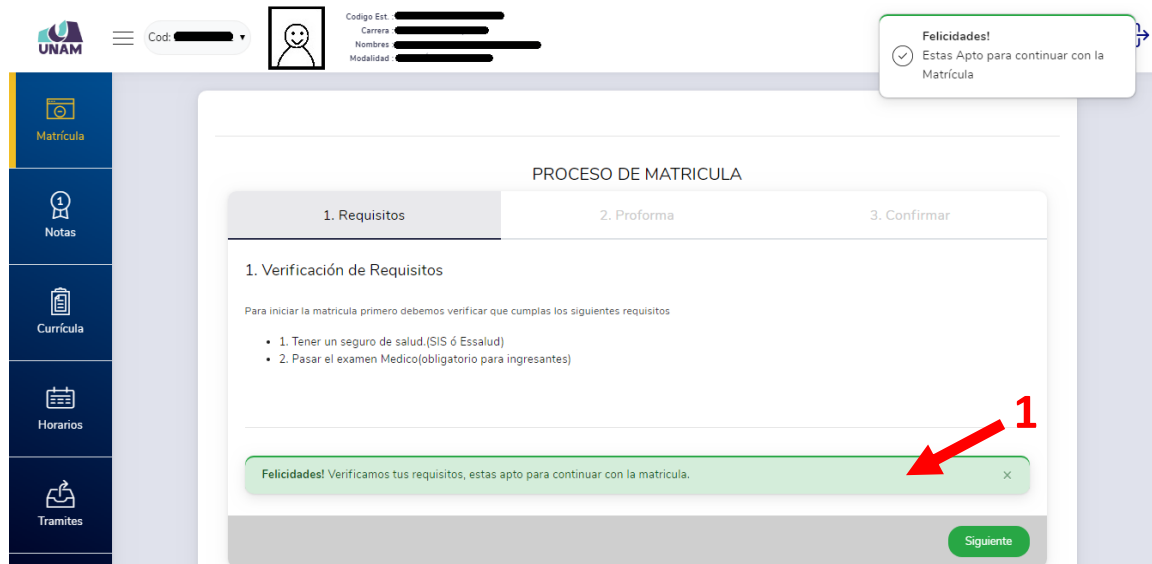 UNAM
Cod:
Codigo Est. :
Carrera :
Nombres :
Modalidad :
Felicidades!
Estas Apto para continuar con la
Matrícula
Matrícula
1
Notas
Currícula
Horarios
Tramites
PROCESO DE MATRICULA
1. Requisitos
2. Proforma
3. Confirmar
1. Verificación de Requisitos
Para iniciar la matricula primero debemos verificar que cumplas los siguientes requisitos
• 1. Tener un seguro de salud.(SIS ó Essalud)
• 2. Pasar el examen Medico(obligatorio para ingresantes)
1
Felicidades! Verificamos tus requisitos, estas apto para continuar con la matricula. ×
Siguiente